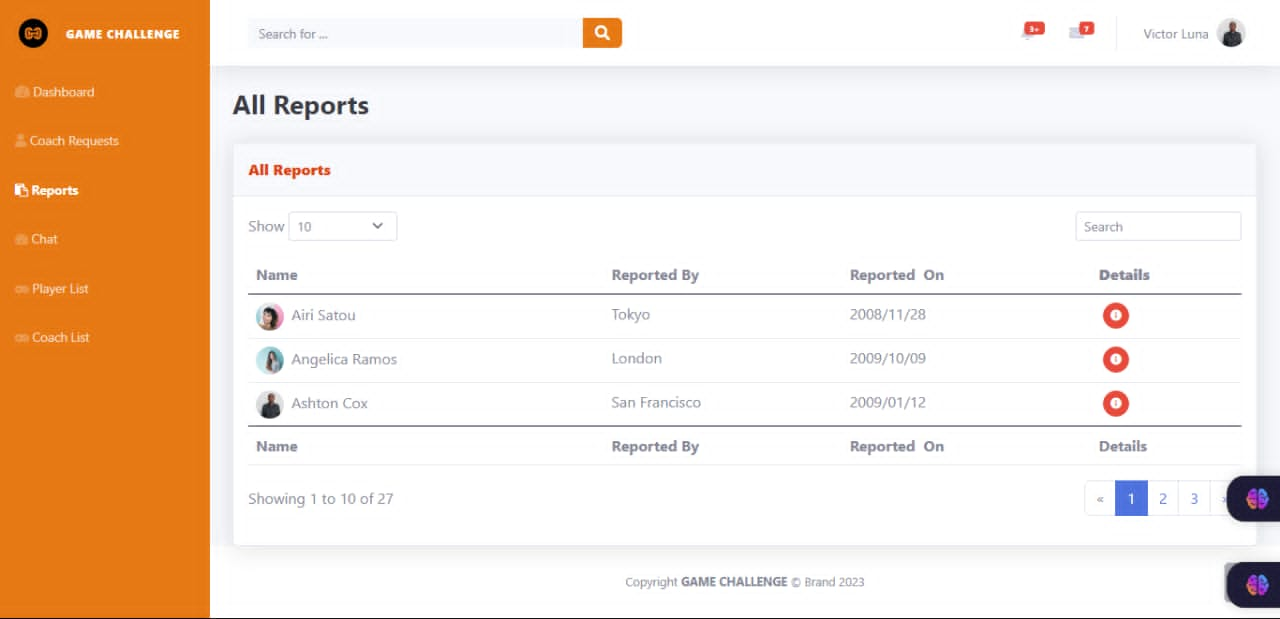 GAME CHALLENGE
Dashboard
Coach Requests
Reports
Chat
Player List
Coach List
Search for ...
3+
7
Victor Luna
All Reports
All Reports
Show 10
Search
Name Reported By Reported On Details
Airi Satou Tokyo 2008/11/28
Angelica Ramos London 2009/10/09
Ashton Cox San Francisco 2009/01/12
Name Reported By Reported On Details
Showing 1 to 10 of 27
« 1 2 3
Copyright GAME CHALLENGE © Brand 2023